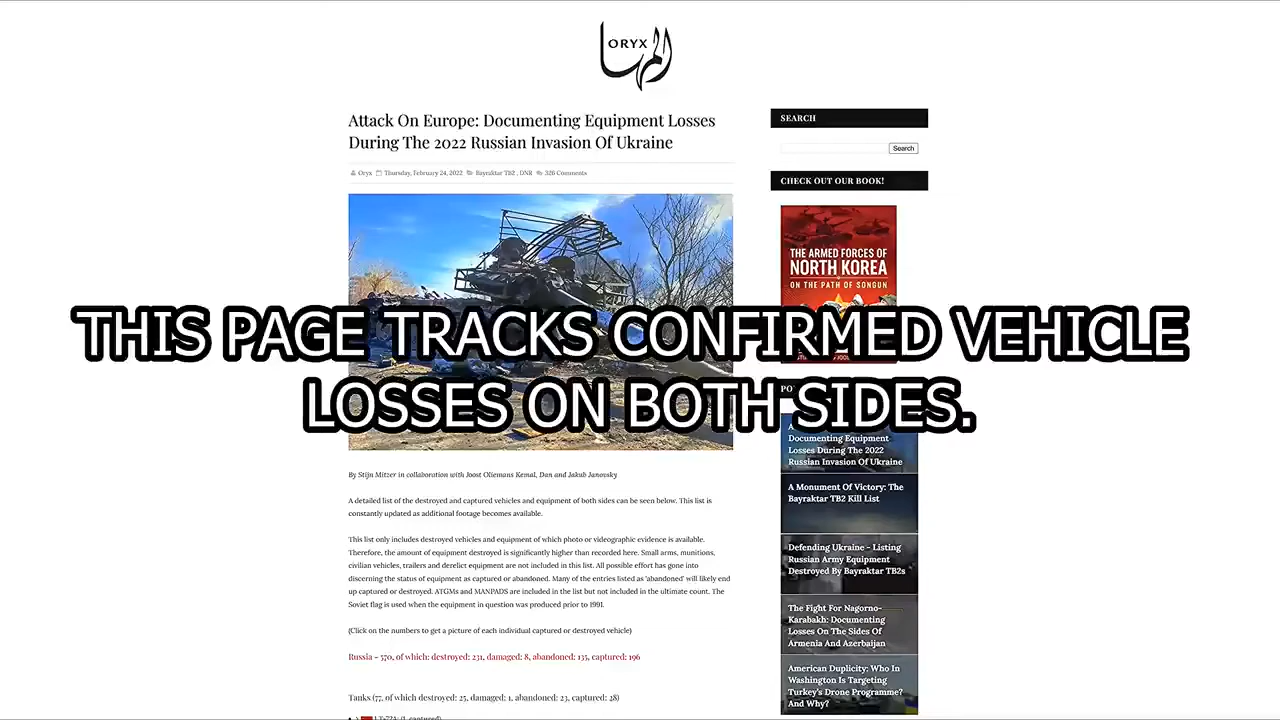 ORYX
المها
Attack On Europe: Documenting Equipment Losses
During The 2022 Russian Invasion Of Ukraine
Oryx Thursday, February 24, 2022 Bayraktar TB2 , DNR 326 Comments
THIS PAGE TRACKS CONFIRMED VEHICLE
LOSSES ON BOTH SIDES.
By Stijn Mitzer in collaboration with Joost Oliemans Kemal, Dan and Jakub Janovsky
A detailed list of the destroyed and captured vehicles and equipment of both sides can be seen below. This list is
constantly updated as additional footage becomes available.
This list only includes destroyed vehicles and equipment of which photo or videographic evidence is available.
Therefore, the amount of equipment destroyed is significantly higher than recorded here. Small arms, munitions,
civilian vehicles, trailers and derelict equipment are not included in this list. All possible effort has gone into
discerning the status of equipment as captured or abandoned. Many of the entries listed as 'abandoned' will likely end
up captured or destroyed. ATGMs and MANPADS are included in the list but not included in the ultimate count. The
Soviet flag is used when the equipment in question was produced prior to 1991.
(Click on the numbers to get a picture of each individual captured or destroyed vehicle)
Russia - 570, of which: destroyed: 231, damaged: 8, abandoned: 135, captured: 196
Tanks (77, of which destroyed: 25, damaged: 1, abandoned: 23, captured: 28)
SEARCH
Search
CHECK OUT OUR BOOK!
THE ARMED FORCES OF
NORTH KOREA
ON THE PATH OF SONGUN
Documenting Equipment
Losses During The 2022
Russian Invasion Of Ukraine
A Monument Of Victory: The
Bayraktar TB2 Kill List
Defending Ukraine - Listing
Russian Army Equipment
Destroyed By Bayraktar TB2s
The Fight For Nagorno-
Karabakh: Documenting
Losses On The Sides Of
Armenia And Azerbaijan
American Duplicity: Who In
Washington Is Targeting
Turkey's Drone Programme?
And Why?